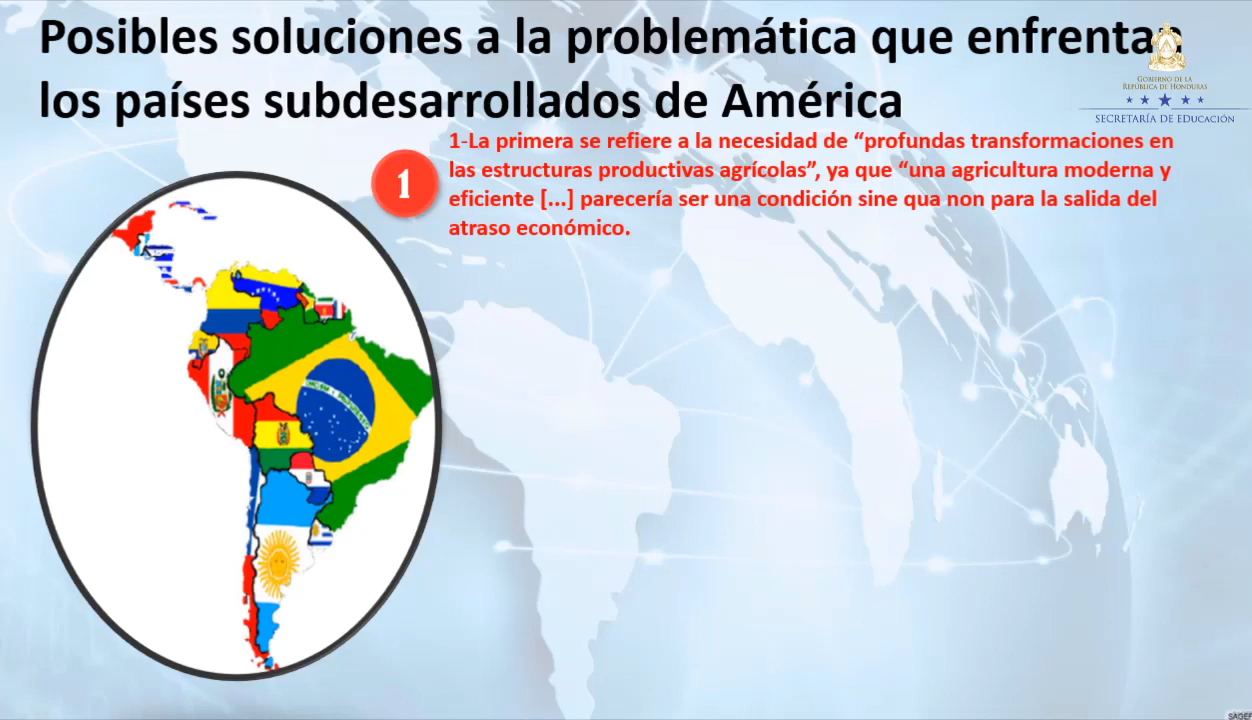 Posibles soluciones a la problemática que enfrentan
los países subdesarrollados de América
GOBIERNO DE LA
REPÚBLICA DE HONDURAS
SECRETARÍA DE EDUCACIÓN
1
1-La primera se refiere a la necesidad de “profundas transformaciones en
las estructuras productivas agrícolas”, ya que “una agricultura moderna y
eficiente [...] parecería ser una condición sine qua non para la salida del
atraso económico.